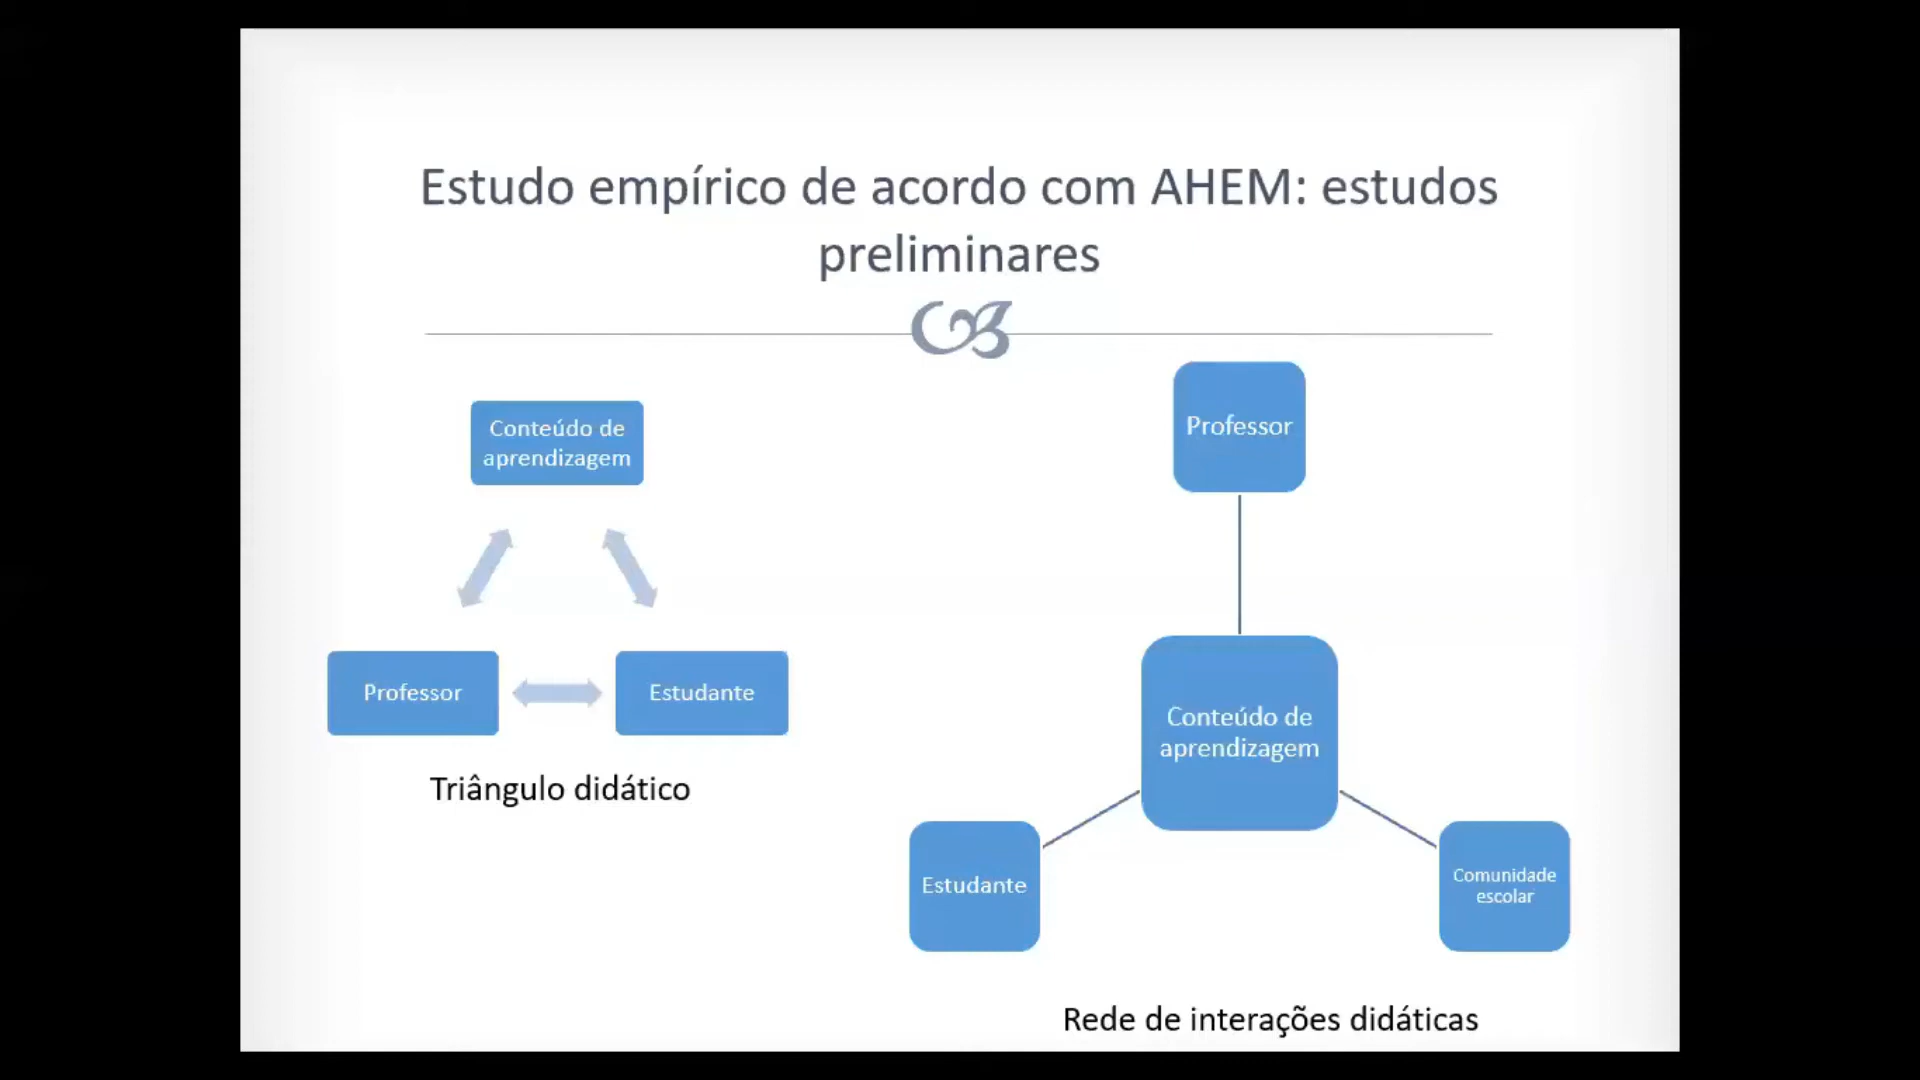 Estudo empírico de acordo com AHEM: estudos
preliminares
Conteúdo de
aprendizagem
Professor
Estudante
Triângulo didático
Professor
Conteúdo de
aprendizagem
Estudante
Comunidade
escolar
Rede de interações didáticas